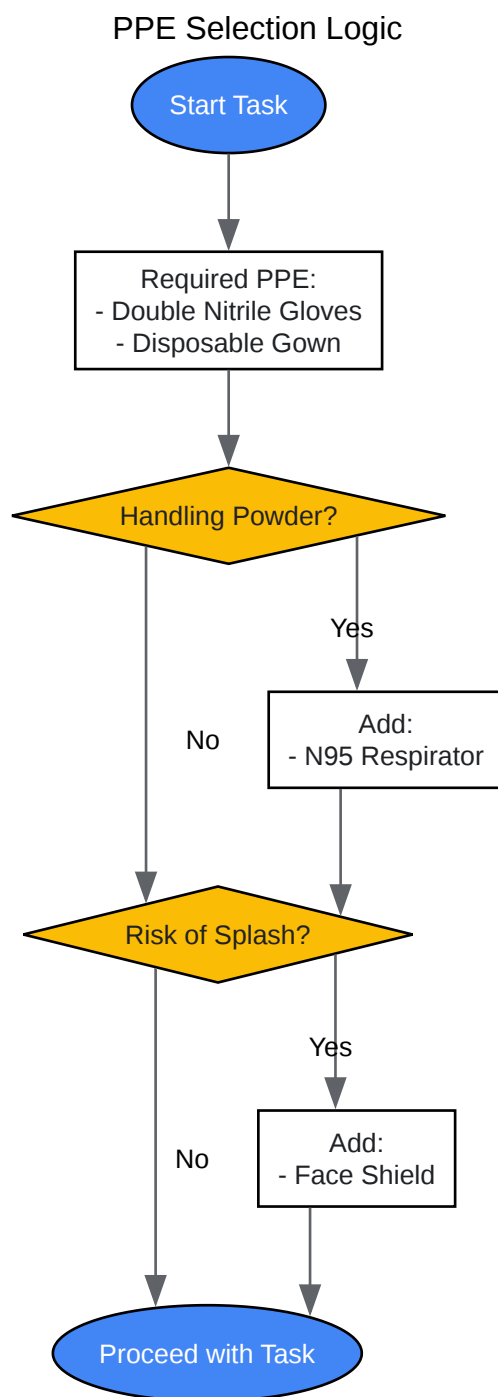 PPE Selection Logic
Start Task
Required PPE:
- Double Nitrile Gloves
- Disposable Gown
Handling Powder?
Yes
No
Add:
- N95 Respirator
Risk of Splash?
Yes
No
Add:
- Face Shield
Proceed with Task